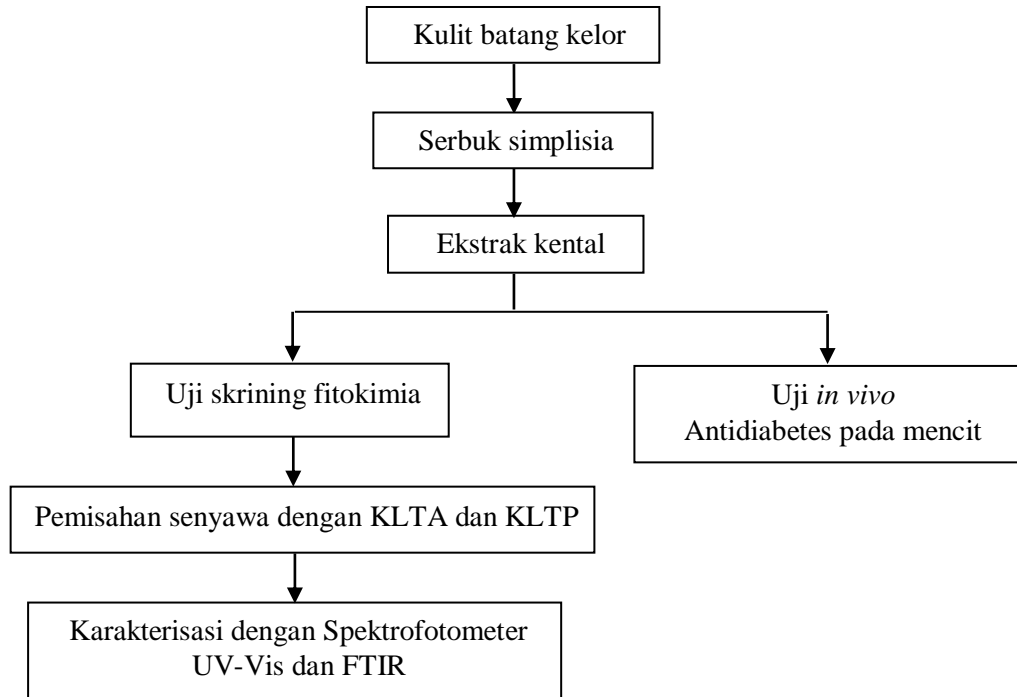 Kulit batang kelor
Serbuk simplisia
Ekstrak kental
Uji skrining fitokimia
Uji in vivo
Antidiabetes pada mencit
Pemisahan senyawa dengan KLTA dan KLTP
Karakterisasi dengan Spektrofotometer
UV-Vis dan FTIR